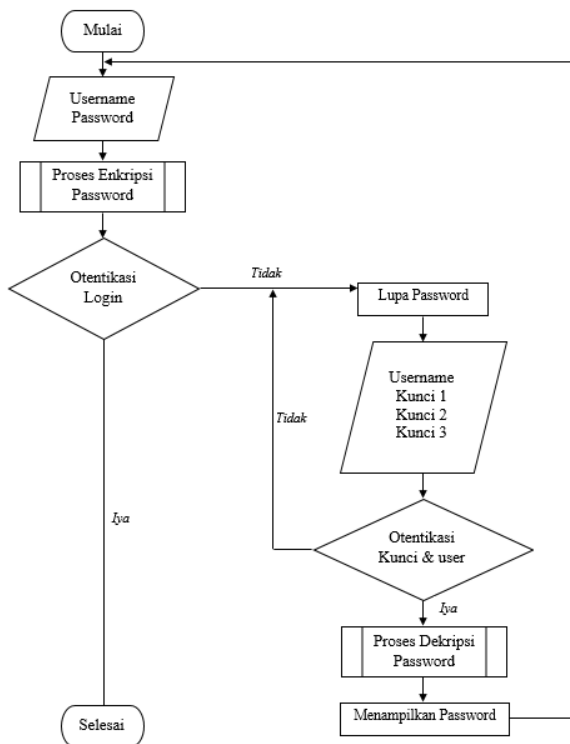 Mulai
Username
Password
Proses Enkripsi
Password
Otentikasi
Login
Tidak
Lupa Password
Username
Kunci 1
Kunci 2
Kunci 3
Tidak
Iya
Otentikasi
Kunci & user
Iya
Proses Dekripsi
Password
Menampilkan Password
Selesai